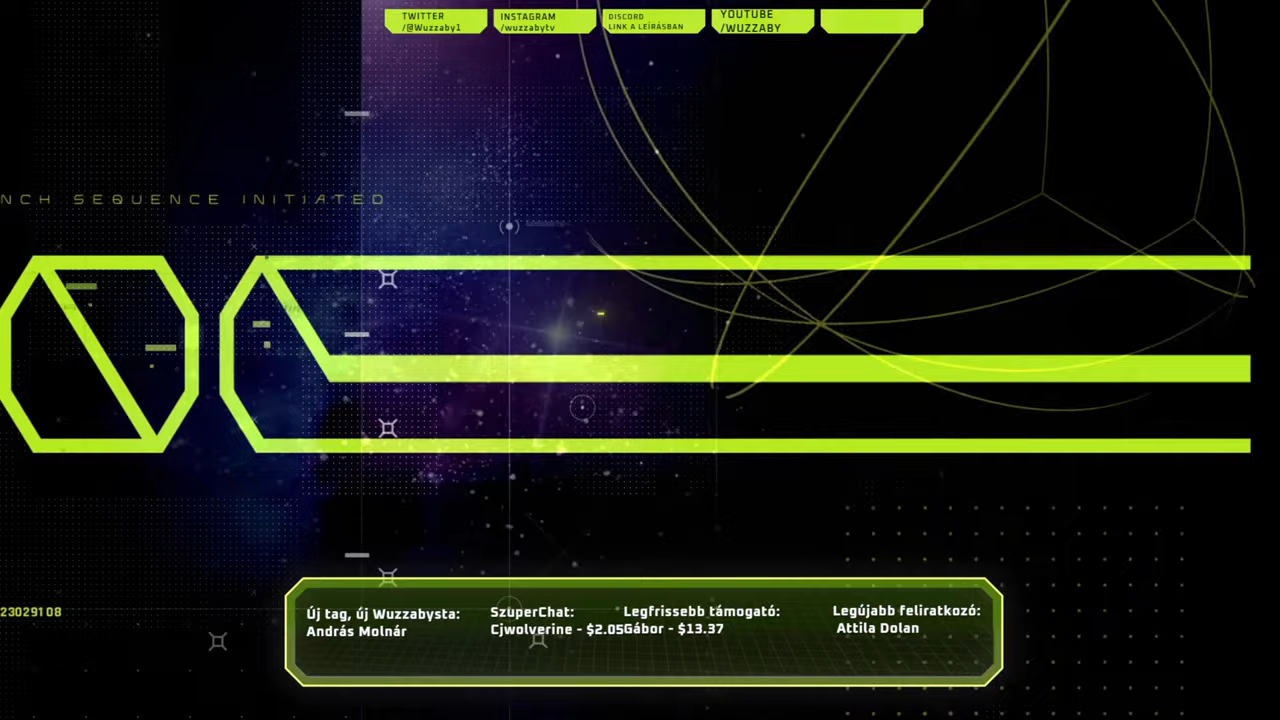 TWITTER
/@Wuzzaby1
INSTAGRAM
/wuzzabytv
DISCORD
LINK A LEÍRÁSBAN
YOUTUBE
/WUZZABY
NCH SEQUENCE INITIATED
23029108
Új tag, új Wuzzabysta:
András Molnár
SzuperChat:
Cjwolverine - $2.05
Legfrissebb támogató:
Gábor - $13.37
Legújabb feliratkozó:
Attila Dolan